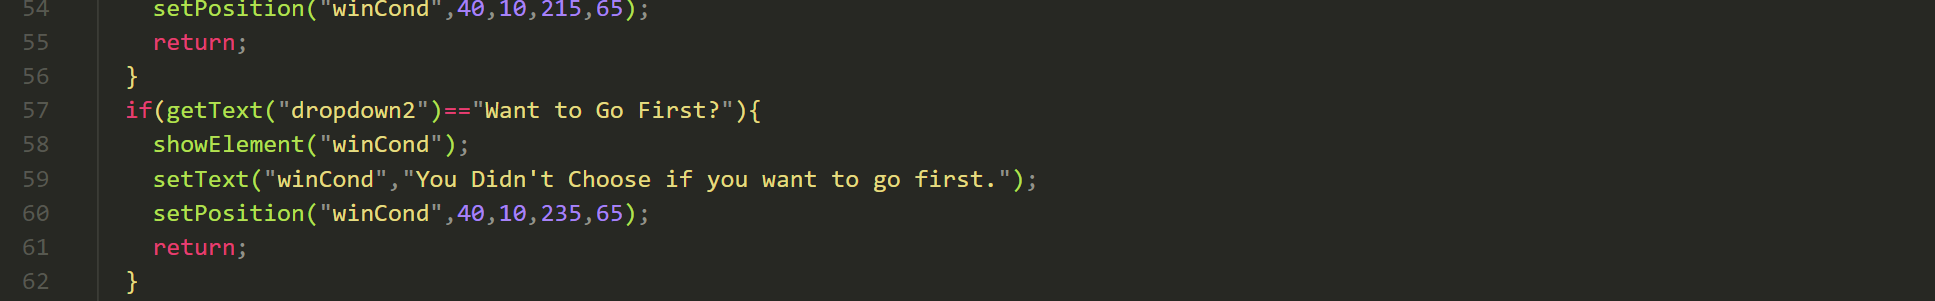 54 setPosition("winCond",40,10,215,65);
55 return;
56 }
57 if(getText("dropdown2")=="Want to Go First?"){
58 showElement("winCond");
59 setText("winCond","You Didn't Choose if you want to go first.");
60 setPosition("winCond",40,10,235,65);
61 return;
62 }